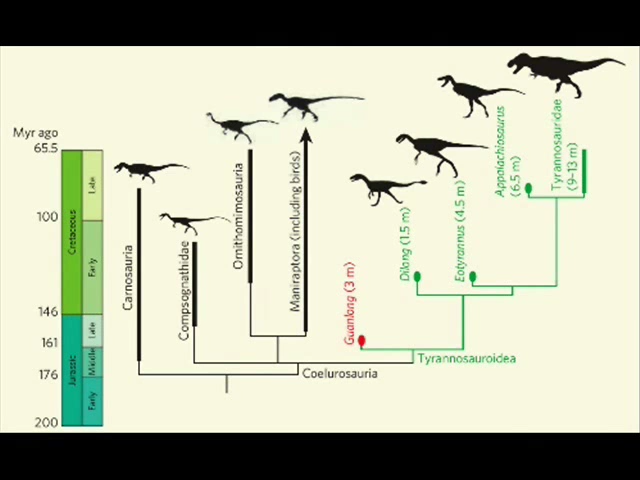 Myr ago
65.5
100
146
161
176
200
Cretaceous
Jurassic
Late
Early
Late
Middle
Early
Carnosauria
Compsognathidae
Ornithomimosauria
Maniraptora (including birds)
Guanlong (3 m)
Dilong (1.5 m)
Eotyrannus (4.5 m)
Appalachiosaurus
(6.5 m)
Tyrannosauridae
(9-13 m)
Tyrannosauroidea
Coelurosauria